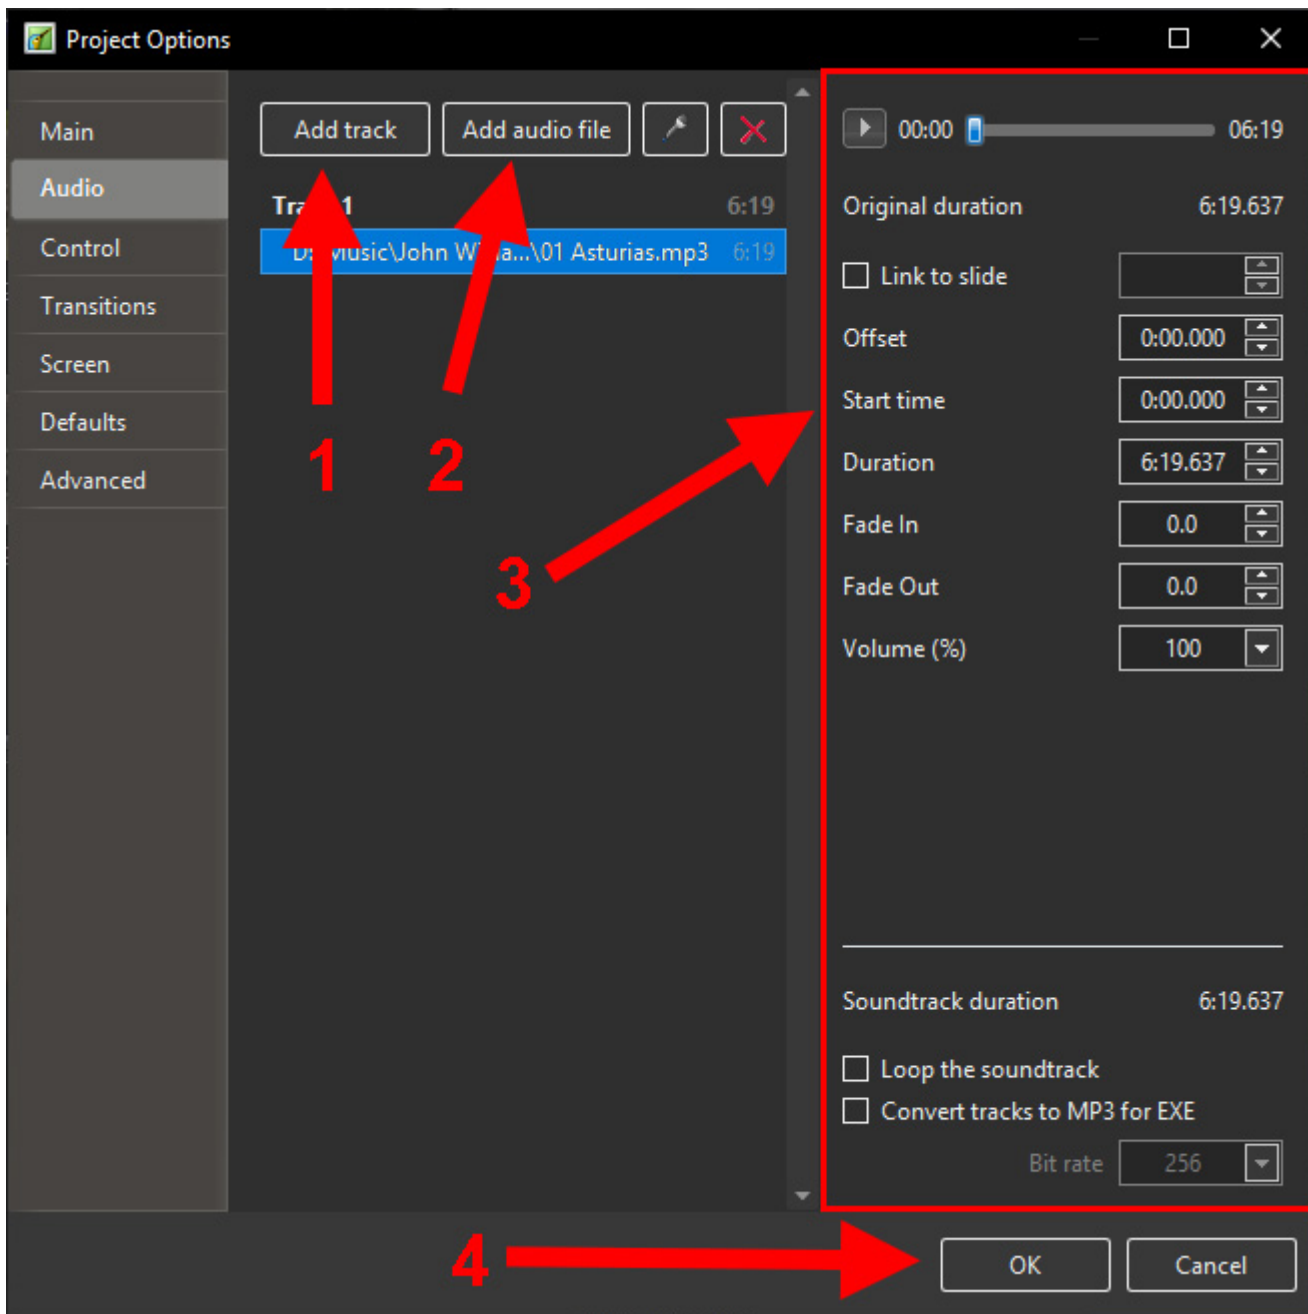 Project Options
Main
Audio
Control
Transitions
Screen
Defaults
Advanced
Add track
Add audio file
1 6:19
D:\Music\John Willia...\01 Asturias.mp3 6:19
1
2
3
4
00:00 06:19
Original duration 6:19.637
Link to slide
Offset 0:00.000
Start time 0:00.000
Duration 6:19.637
Fade In 0.0
Fade Out 0.0
Volume (%) 100
Soundtrack duration 6:19.637
Loop the soundtrack
Convert tracks to MP3 for EXE
Bit rate 256
OK Cancel